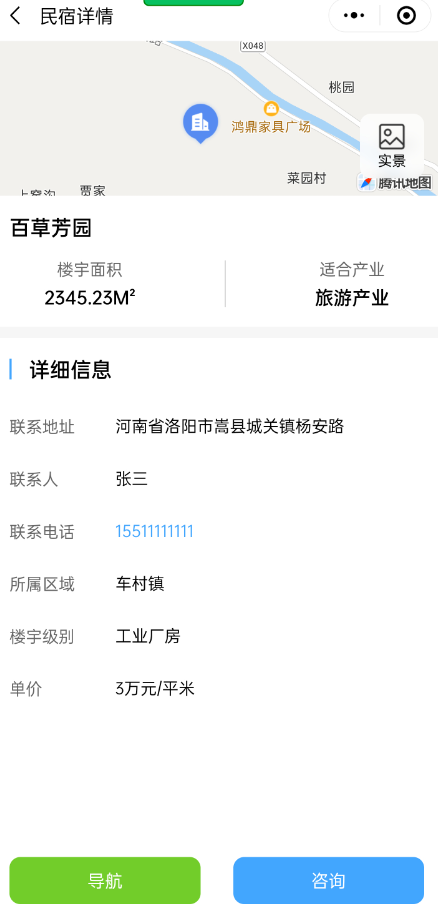 民宿详情
X048
桃园
鸿鼎家具广场
实景
菜园村
腾讯地图
上窑沟
贾家
百草芳园
楼宇面积
适合产业
2345.23M²
旅游产业
详细信息
联系地址 河南省洛阳市嵩县城关镇杨安路
联系人 张三
联系电话 15511111111
所属区域 车村镇
楼宇级别 工业厂房
单价 3万元/平米
导航
咨询